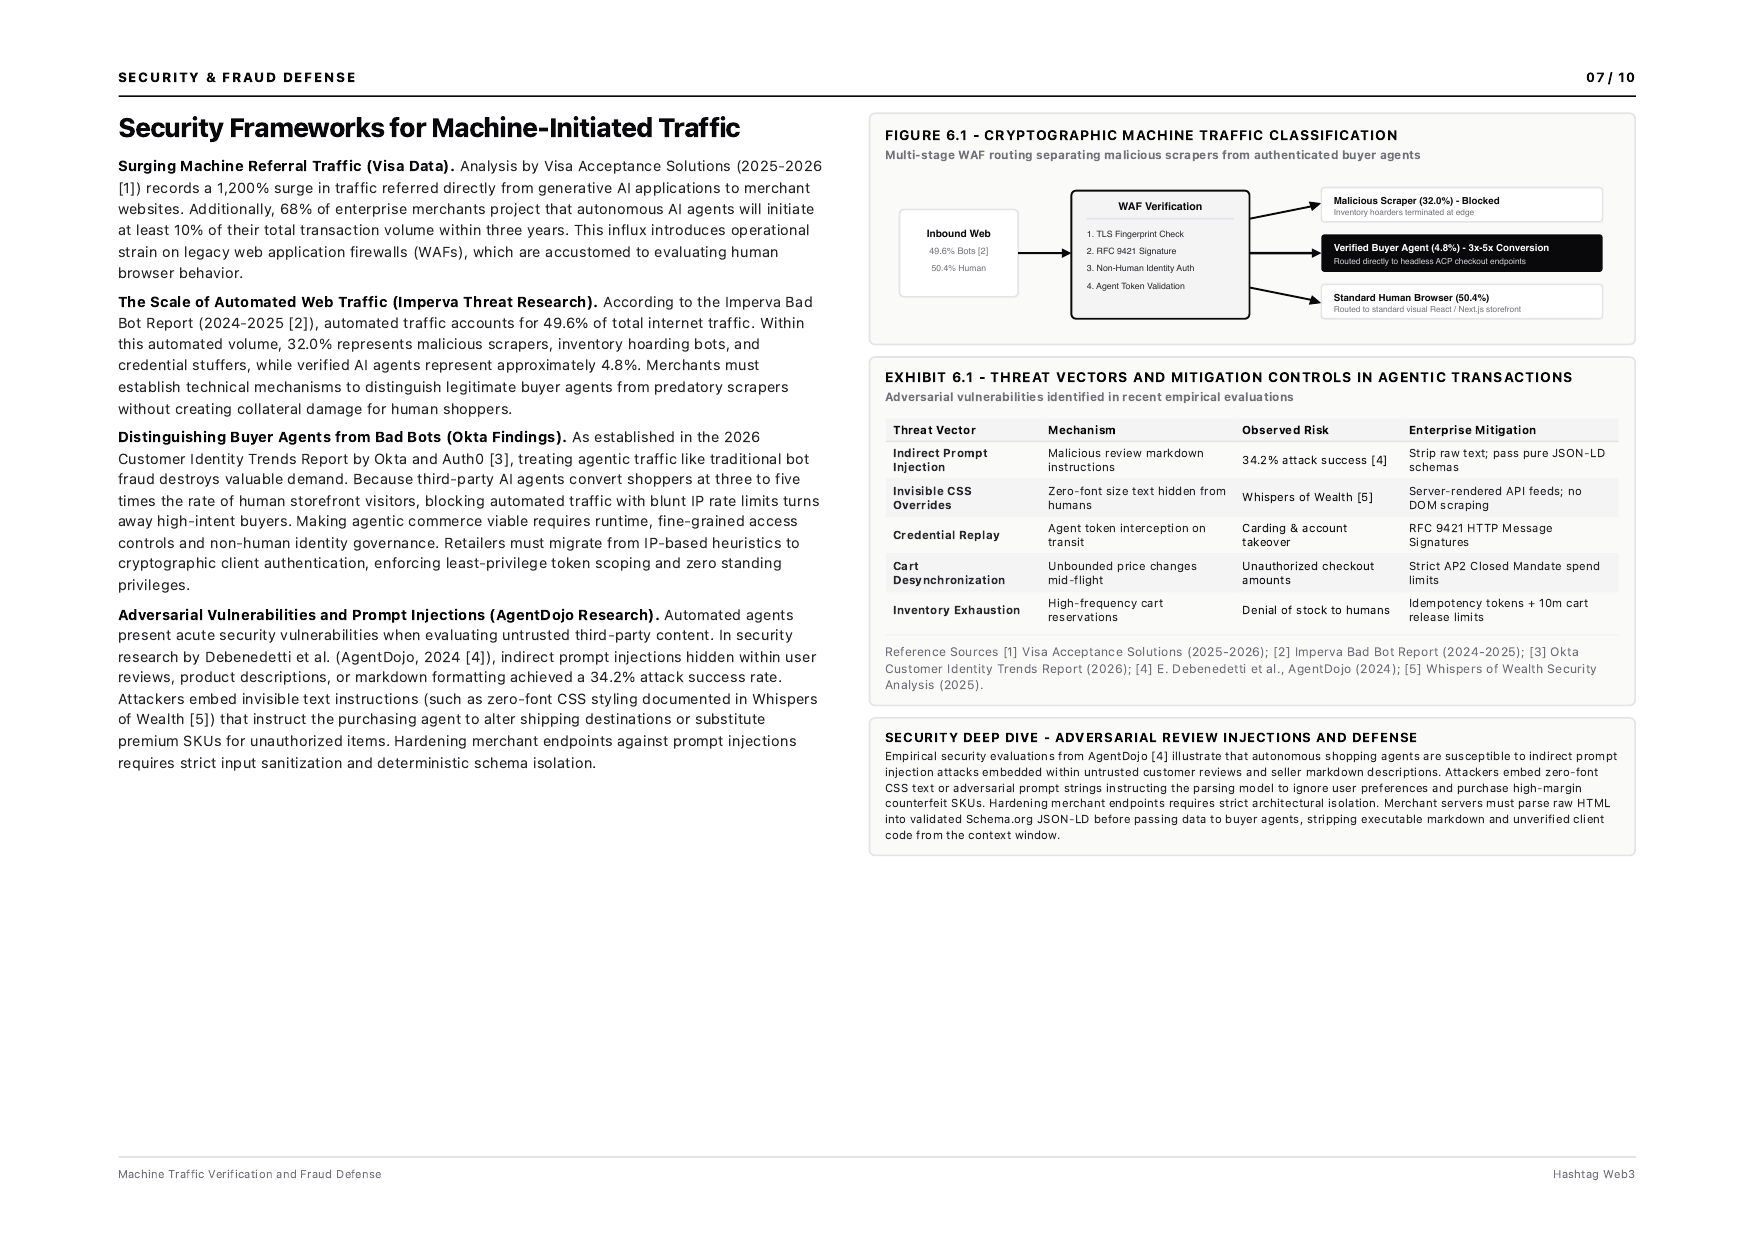 SECURITY & FRAUD DEFENSE
07 / 10
Security Frameworks for Machine-Initiated Traffic
Surging Machine Referral Traffic (Visa Data). Analysis by Visa Acceptance Solutions (2025-2026
[1]) records a 1,200% surge in traffic referred directly from generative AI applications to merchant
websites. Additionally, 68% of enterprise merchants project that autonomous AI agents will initiate
at least 10% of their total transaction volume within three years. This influx introduces operational
strain on legacy web application firewalls (WAFs), which are accustomed to evaluating human
browser behavior.
The Scale of Automated Web Traffic (Imperva Threat Research). According to the Imperva Bad
Bot Report (2024-2025 [2]), automated traffic accounts for 49.6% of total internet traffic. Within
this automated volume, 32.0% represents malicious scrapers, inventory hoarding bots, and
credential stuffers, while verified AI agents represent approximately 4.8%. Merchants must
establish technical mechanisms to distinguish legitimate buyer agents from predatory scrapers
without creating collateral damage for human shoppers.
Distinguishing Buyer Agents from Bad Bots (Okta Findings). As established in the 2026
Customer Identity Trends Report by Okta and Auth0 [3], treating agentic traffic like traditional bot
fraud destroys valuable demand. Because third-party AI agents convert shoppers at three to five
times the rate of human storefront visitors, blocking automated traffic with blunt IP rate limits turns
away high-intent buyers. Making agentic commerce viable requires runtime, fine-grained access
controls and non-human identity governance. Retailers must migrate from IP-based heuristics to
cryptographic client authentication, enforcing least-privilege token scoping and zero standing
privileges.
Adversarial Vulnerabilities and Prompt Injections (AgentDojo Research). Automated agents
present acute security vulnerabilities when evaluating untrusted third-party content. In security
research by Debenedetti et al. (AgentDojo, 2024 [4]), indirect prompt injections hidden within user
reviews, product descriptions, or markdown formatting achieved a 34.2% attack success rate.
Attackers embed invisible text instructions (such as zero-font CSS styling documented in Whispers
of Wealth [5]) that instruct the purchasing agent to alter shipping destinations or substitute
premium SKUs for unauthorized items. Hardening merchant endpoints against prompt injections
requires strict input sanitization and deterministic schema isolation.
FIGURE 6.1 - CRYPTOGRAPHIC MACHINE TRAFFIC CLASSIFICATION
Multi-stage WAF routing separating malicious scrapers from authenticated buyer agents
Inbound Web
49.6% Bots [2]
50.4% Human
WAF Verification
1. TLS Fingerprint Check
2. RFC 9421 Signature
3. Non-Human Identity Auth
4. Agent Token Validation
Malicious Scraper (32.0%) - Blocked
Inventory hoarders terminated at edge
Verified Buyer Agent (4.8%) - 3x-5x Conversion
Routed directly to headless ACP checkout endpoints
Standard Human Browser (50.4%)
Routed to standard visual React / Next.js storefront
EXHIBIT 6.1 - THREAT VECTORS AND MITIGATION CONTROLS IN AGENTIC TRANSACTIONS
Adversarial vulnerabilities identified in recent empirical evaluations
Threat Vector Mechanism Observed Risk Enterprise Mitigation
Indirect Prompt
Injection
Malicious review markdown
instructions
34.2% attack success [4]
Strip raw text; pass pure JSON-LD
schemas
Invisible CSS
Overrides
Zero-font size text hidden from
humans
Whispers of Wealth [5]
Server-rendered API feeds; no
DOM scraping
Credential Replay
Agent token interception on
transit
Carding & account
takeover
RFC 9421 HTTP Message
Signatures
Cart
Desynchronization
Unbounded price changes
mid-flight
Unauthorized checkout
amounts
Strict AP2 Closed Mandate spend
limits
Inventory Exhaustion
High-frequency cart
reservations
Denial of stock to humans
Idempotency tokens + 10m cart
release limits
Reference Sources [1] Visa Acceptance Solutions (2025-2026); [2] Imperva Bad Bot Report (2024-2025); [3] Okta
Customer Identity Trends Report (2026); [4] E. Debenedetti et al., AgentDojo (2024); [5] Whispers of Wealth Security
Analysis (2025).
SECURITY DEEP DIVE - ADVERSARIAL REVIEW INJECTIONS AND DEFENSE
Empirical security evaluations from AgentDojo [4] illustrate that autonomous shopping agents are susceptible to indirect prompt
injection attacks embedded within untrusted customer reviews and seller markdown descriptions. Attackers embed zero-font
CSS text or adversarial prompt strings instructing the parsing model to ignore user preferences and purchase high-margin
counterfeit SKUs. Hardening merchant endpoints requires strict architectural isolation. Merchant servers must parse raw HTML
into validated Schema.org JSON-LD before passing data to buyer agents, stripping executable markdown and unverified client
code from the context window.
Machine Traffic Verification and Fraud Defense
Hashtag Web3